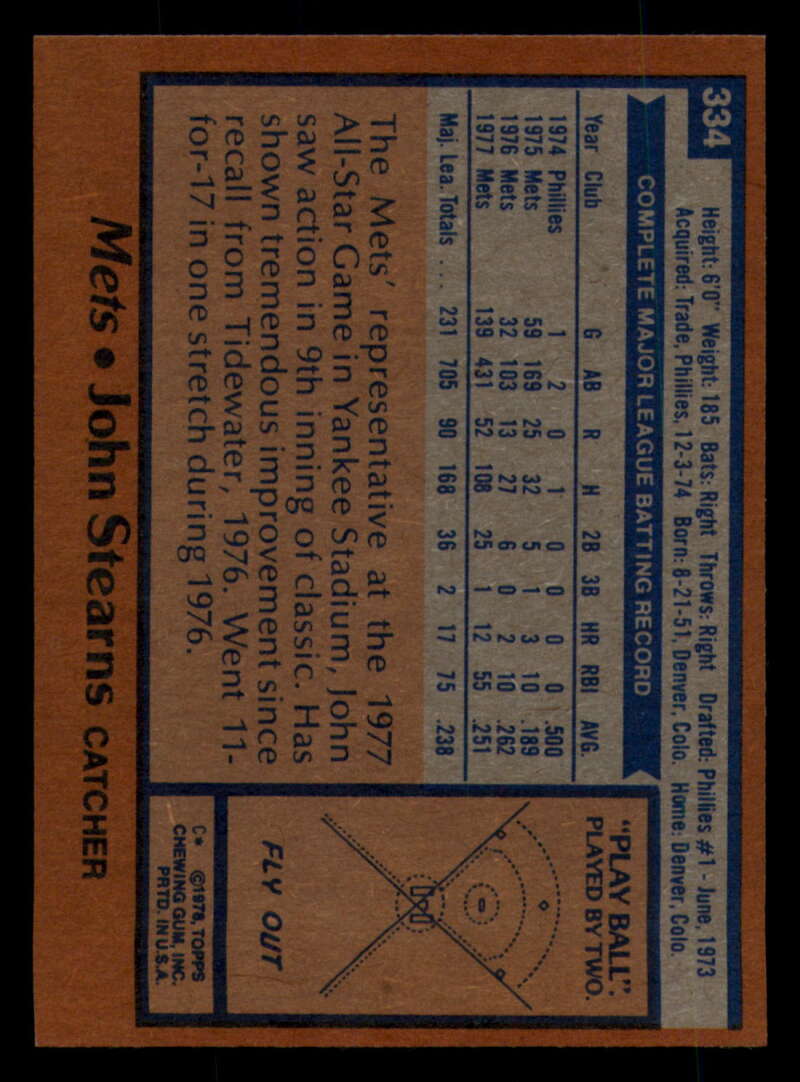 334
Height: 6'0" Weight: 185 Bats: Right Throws: Right Drafted: Phillies #1 - June, 1973
Acquired: Trade, Phillies, 12-3-74 Born: 8-21-51, Denver, Colo. Home: Denver, Colo.
COMPLETE MAJOR LEAGUE BATTING RECORD
Year Club G AB R H 2B 3B HR RBI AVG.
1974 Phillies 1 2 0 1 0 0 0 0 .500
1975 Mets 59 169 25 32 5 1 3 10 .189
1976 Mets 32 103 13 27 6 0 2 10 .262
1977 Mets 139 431 52 108 25 1 12 55 .251
Maj. Lea. Totals ... 231 705 90 168 36 2 17 75 .238
The Mets' representative at the 1977
All-Star Game in Yankee Stadium, John
saw action in 9th inning of classic. Has
shown tremendous improvement since
recall from Tidewater, 1976. Went 11-
for-17 in one stretch during 1976.
"PLAY BALL".
PLAYED BY TWO.
FLY OUT
C* ©1978, TOPPS
CHEWING GUM, INC.
PRTD. IN U.S.A.
Mets • John Stearns CATCHER